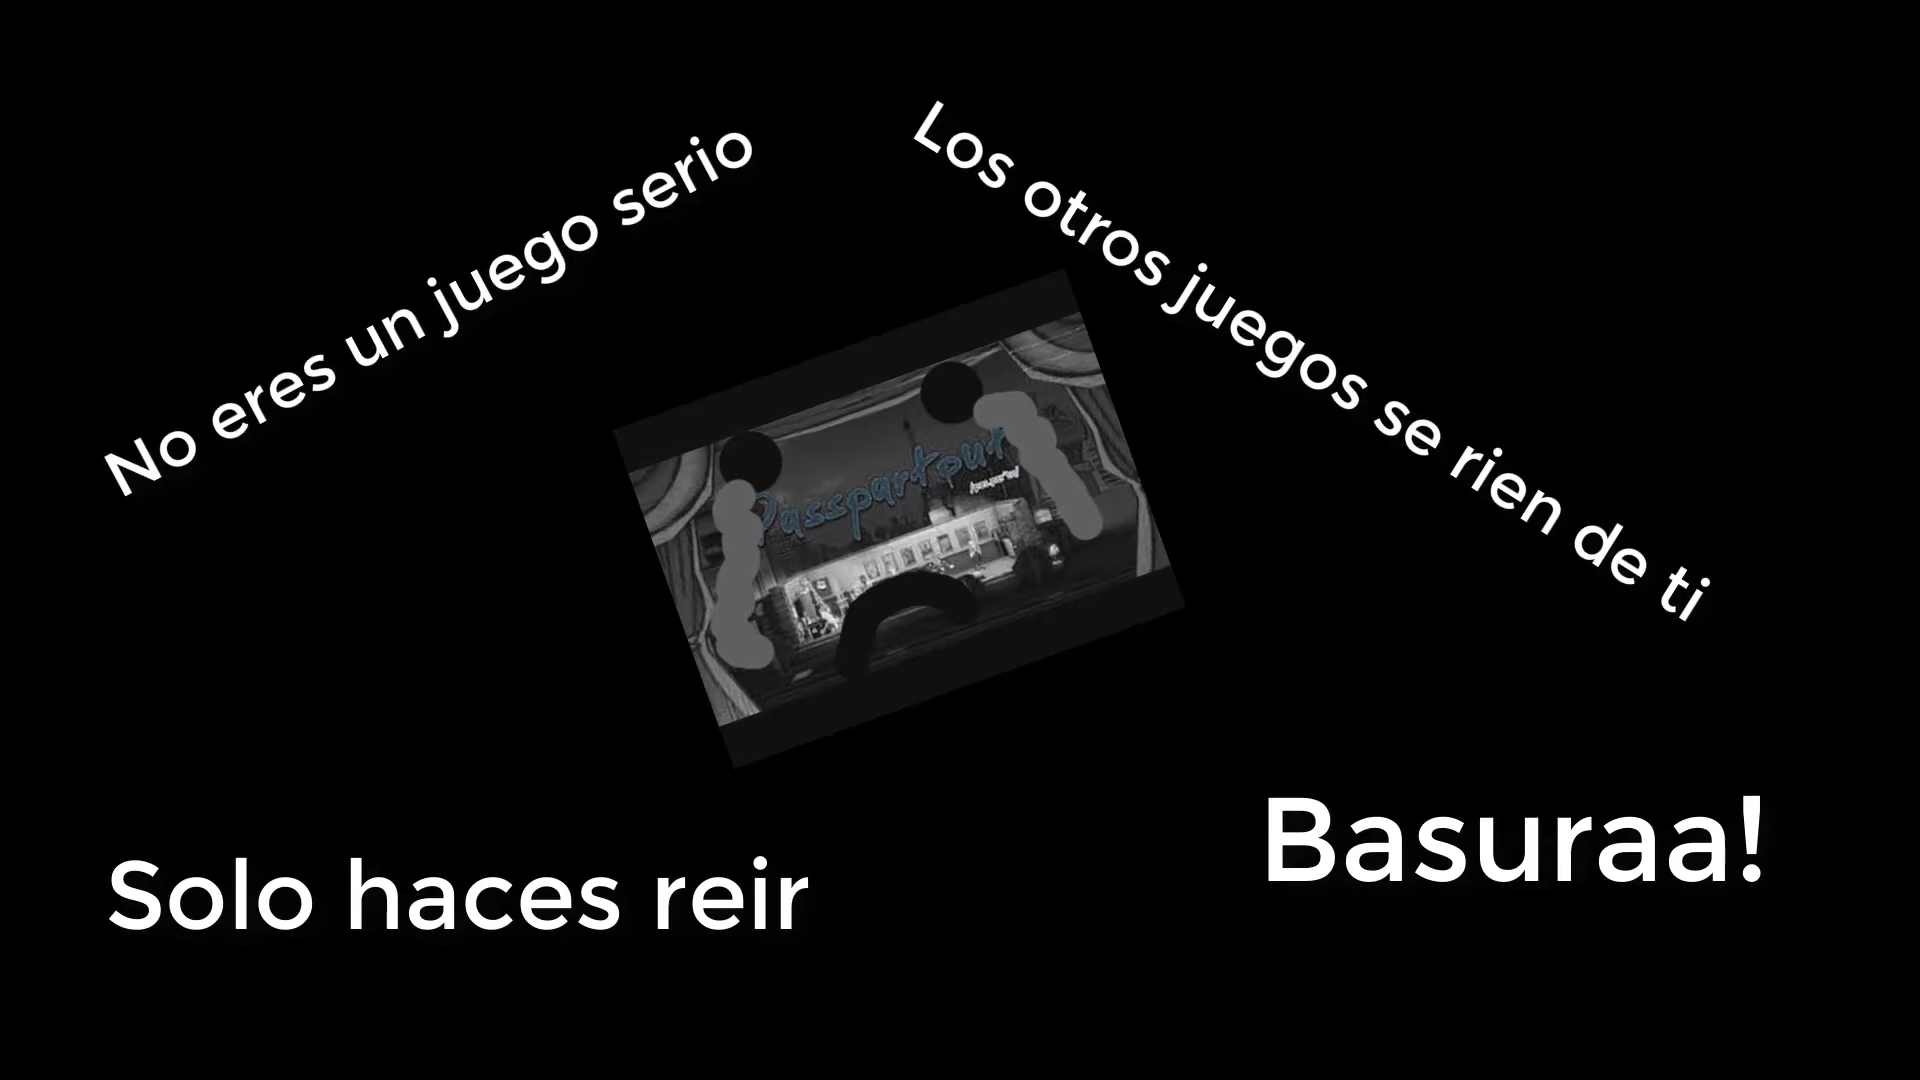 No eres un juego serio
Los otros juegos se rien de ti
Passpartout
Solo haces reir
Basuraa!